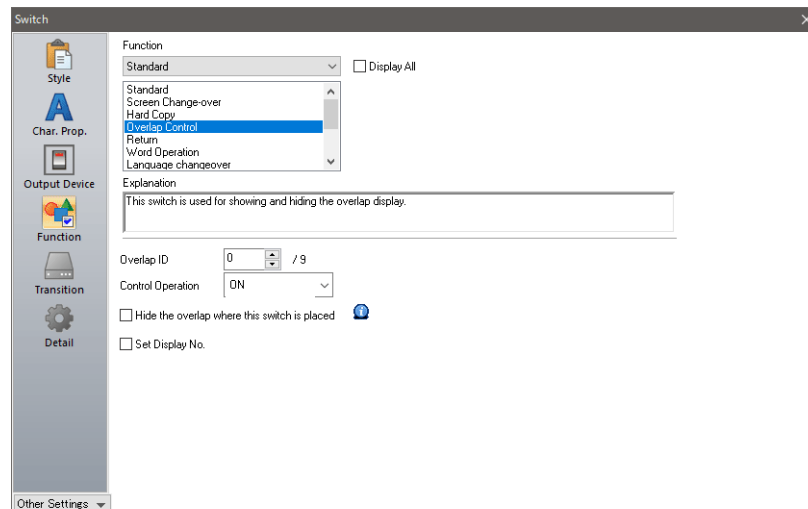 Switch
Style
Char. Prop.
Output Device
Function
Transition
Detail
Other Settings
Function
Standard
Display All
Standard
Screen Change-over
Hard Copy
Overlap Control
Return
Word Operation
Language changeover
Explanation
This switch is used for showing and hiding the overlap display.
Overlap ID 0 / 9
Control Operation ON
Hide the overlap where this switch is placed
Set Display No.